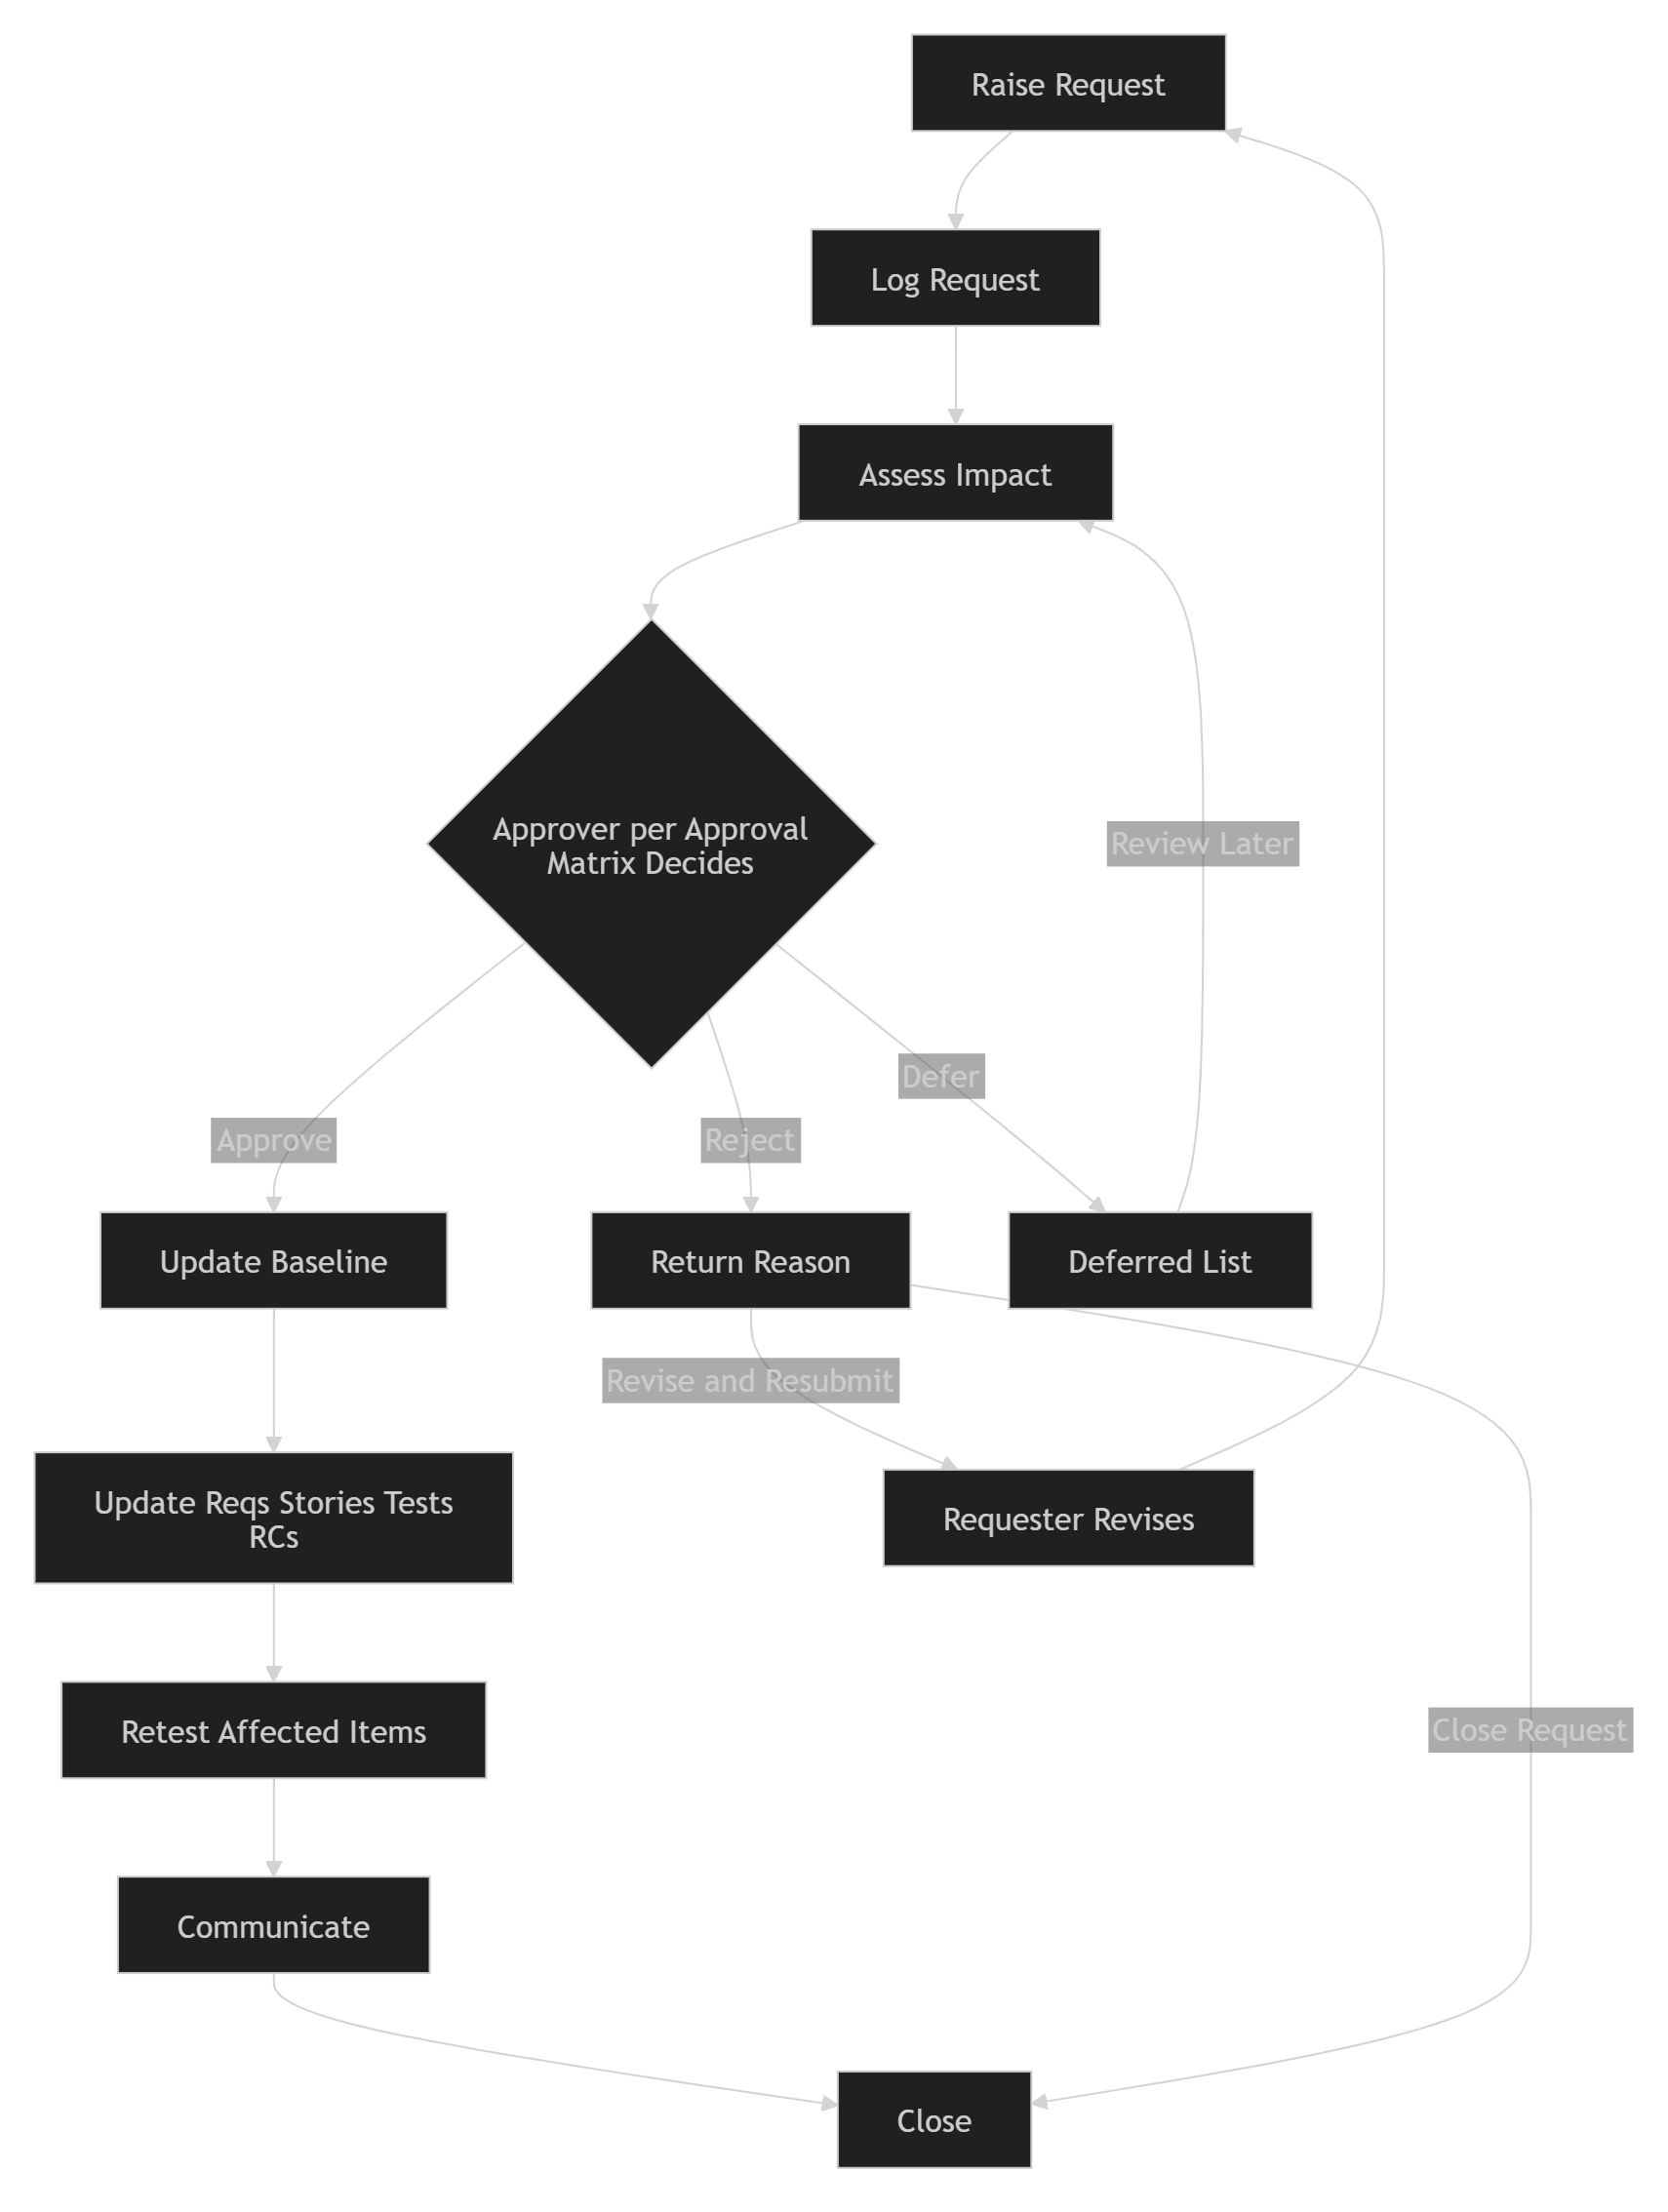 Raise Request
Log Request
Assess Impact
Approver per Approval
Matrix Decides
Review Later
Defer
Approve
Reject
Update Baseline
Return Reason
Deferred List
Revise and Resubmit
Update Reqs Stories Tests
RCs
Requester Revises
Retest Affected Items
Close Request
Communicate
Close